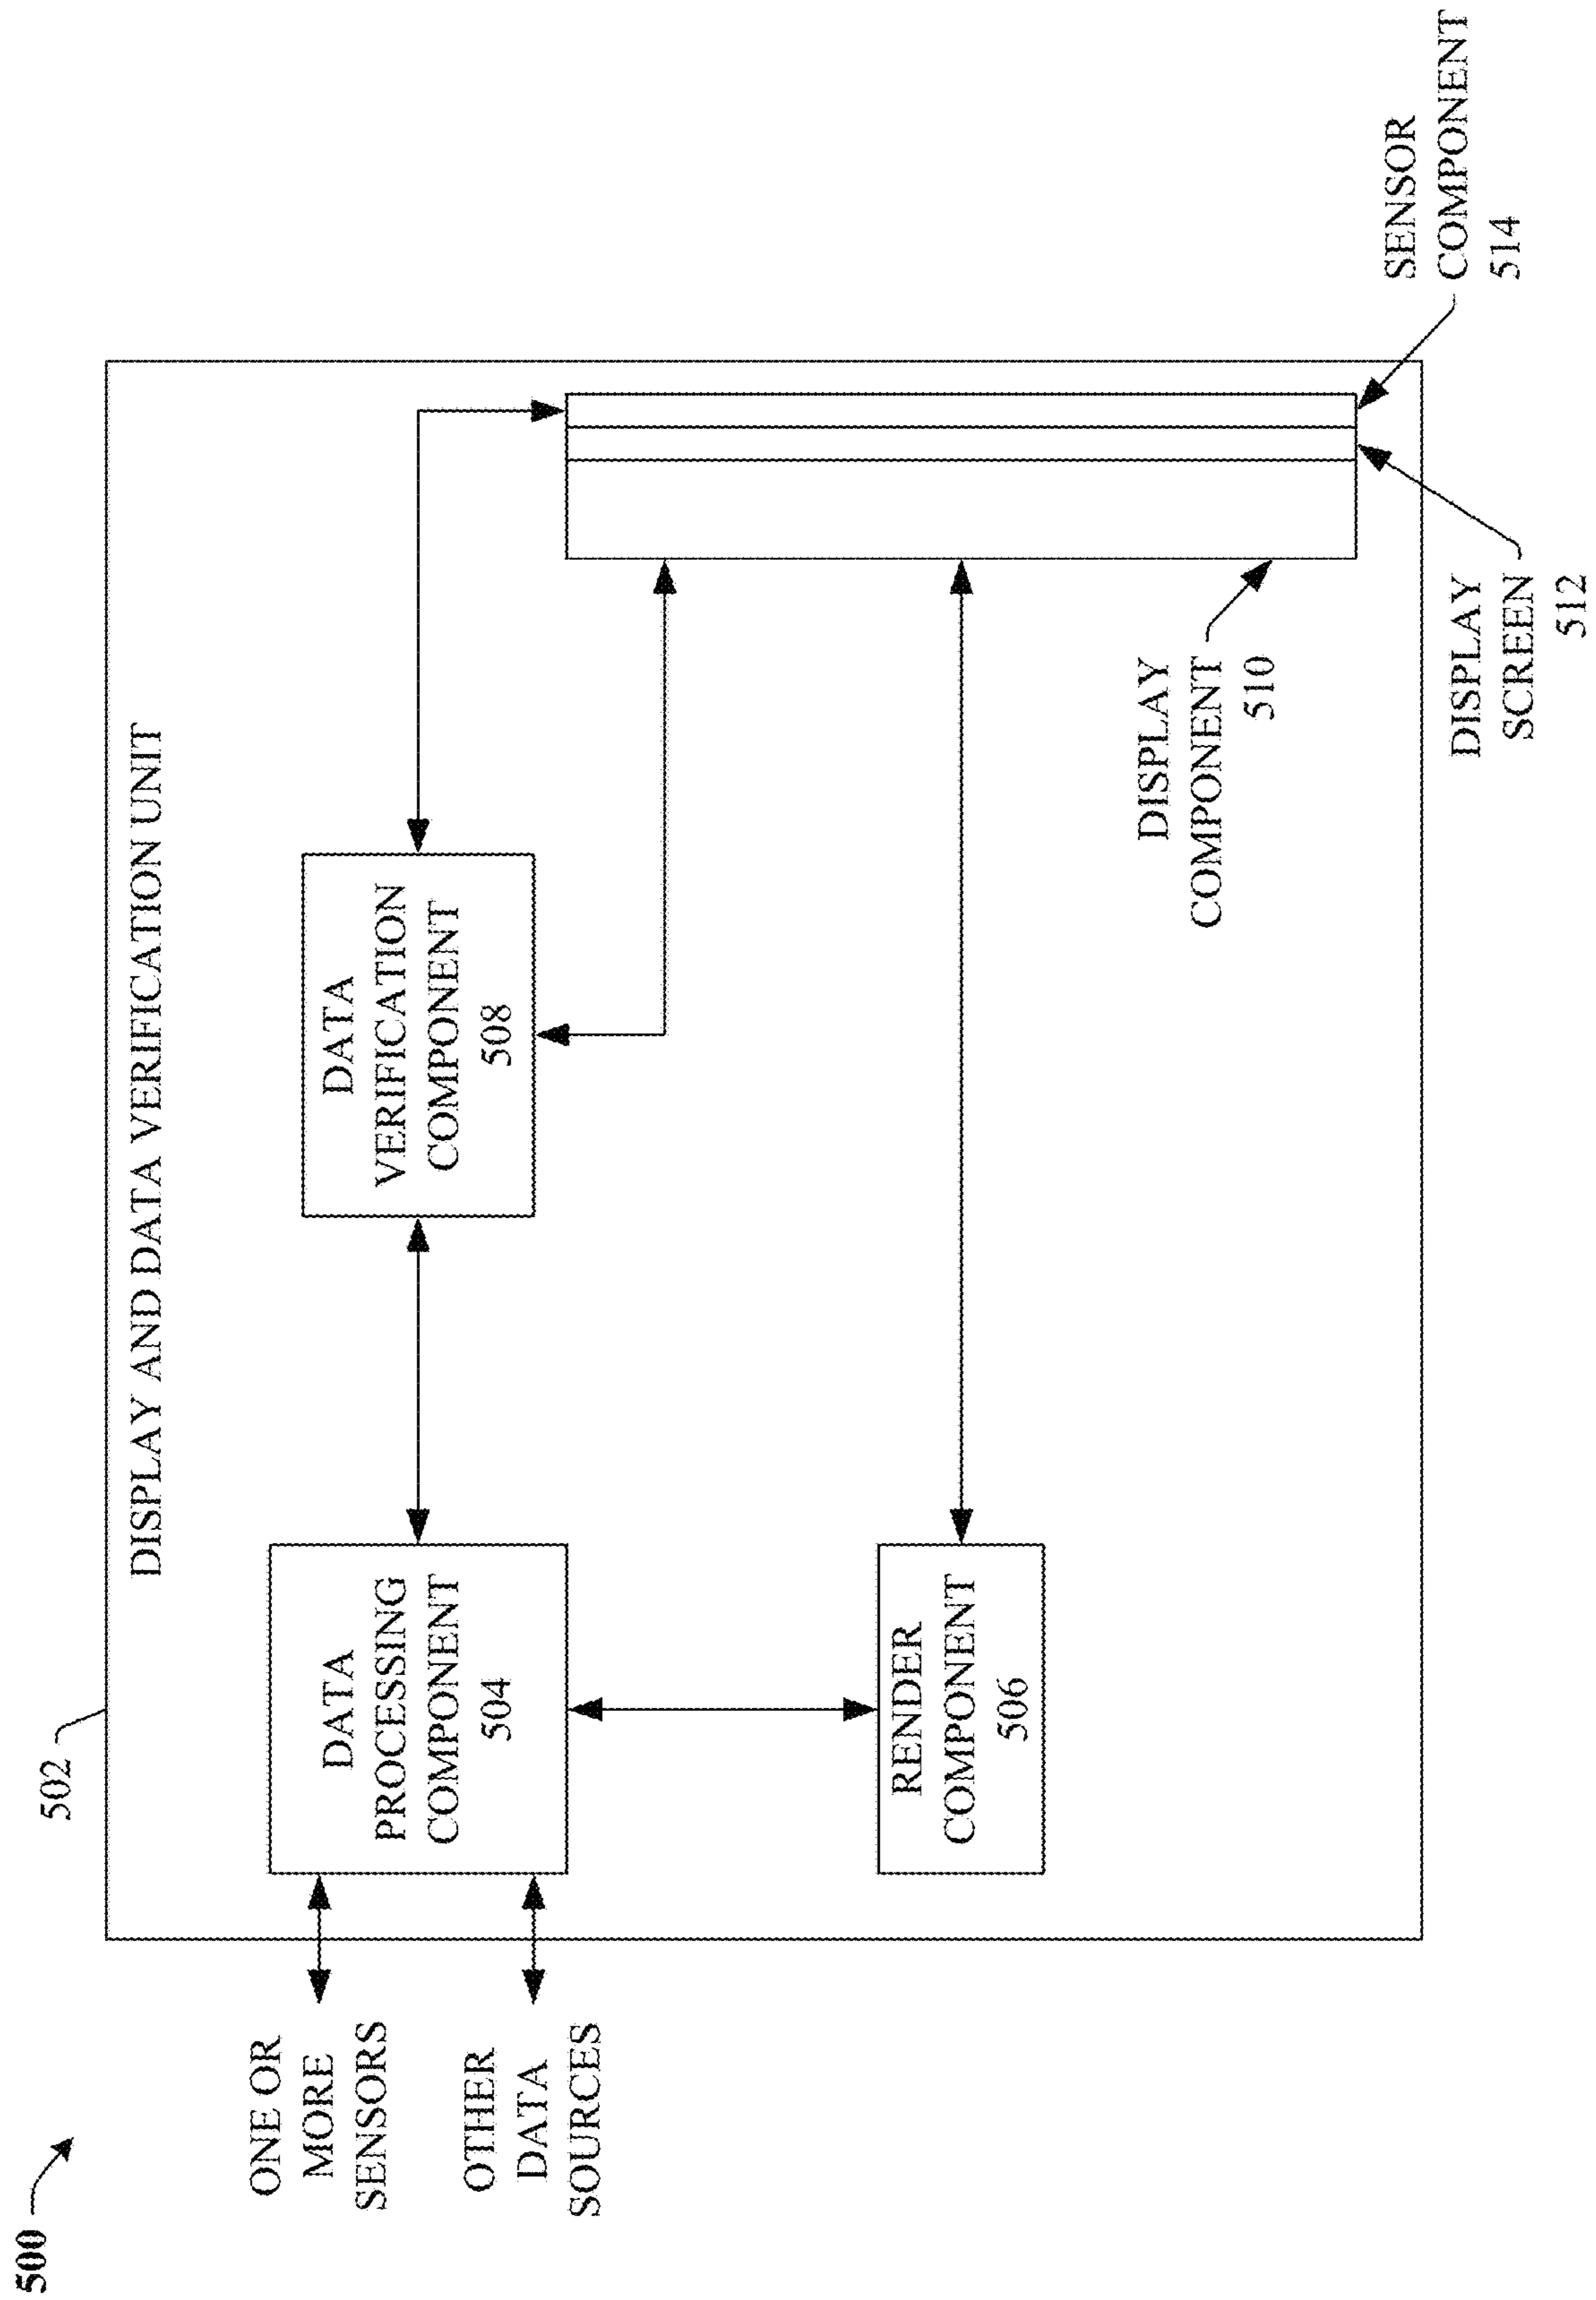 500
502
DISPLAY AND DATA VERIFICATION UNIT
ONE OR
MORE
SENSORS
OTHER
DATA
SOURCES
DATA
PROCESSING
COMPONENT
504
DATA
VERIFICATION
COMPONENT
508
RENDER
COMPONENT
506
DISPLAY
COMPONENT
510
DISPLAY
SCREEN
512
SENSOR
COMPONENT
514